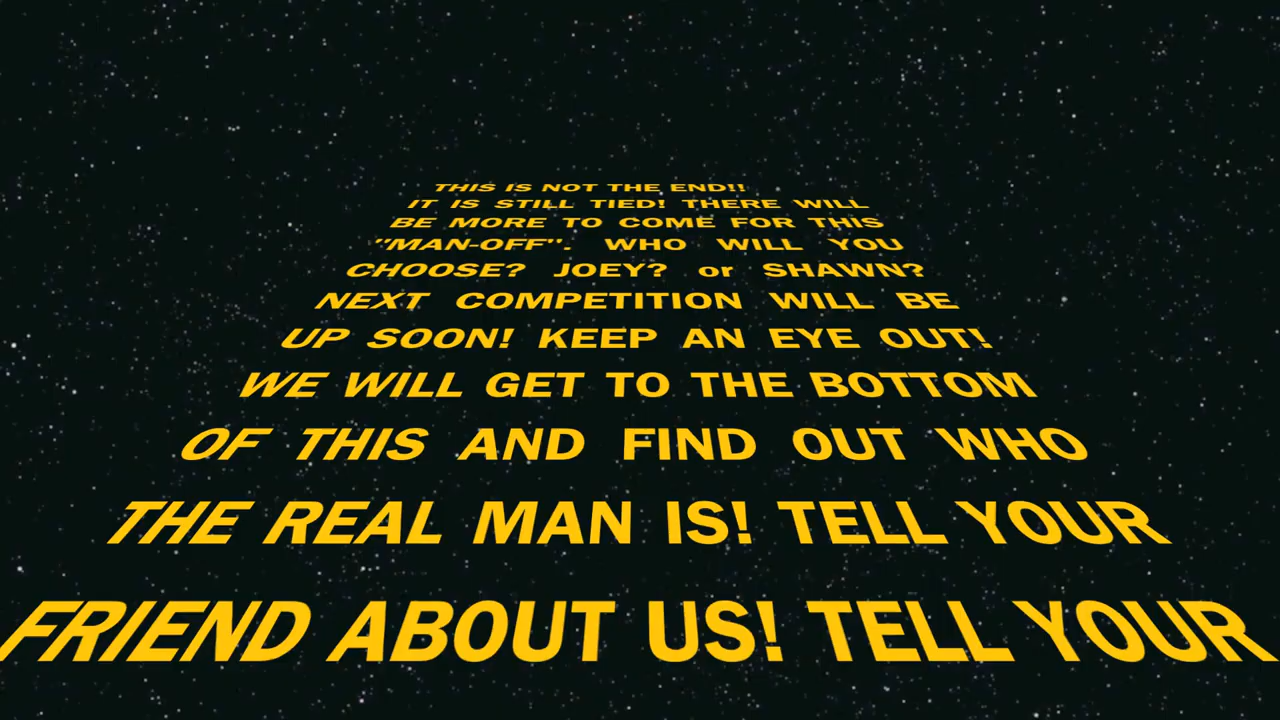 THIS IS NOT THE END!!
IT IS STILL TIED! THERE WILL
BE MORE TO COME FOR THIS
"MAN-OFF". WHO WILL YOU
CHOOSE? JOEY? or SHAWN?
NEXT COMPETITION WILL BE
UP SOON! KEEP AN EYE OUT!
WE WILL GET TO THE BOTTOM
OF THIS AND FIND OUT WHO
THE REAL MAN IS! TELL YOUR
FRIEND ABOUT US! TELL YOUR